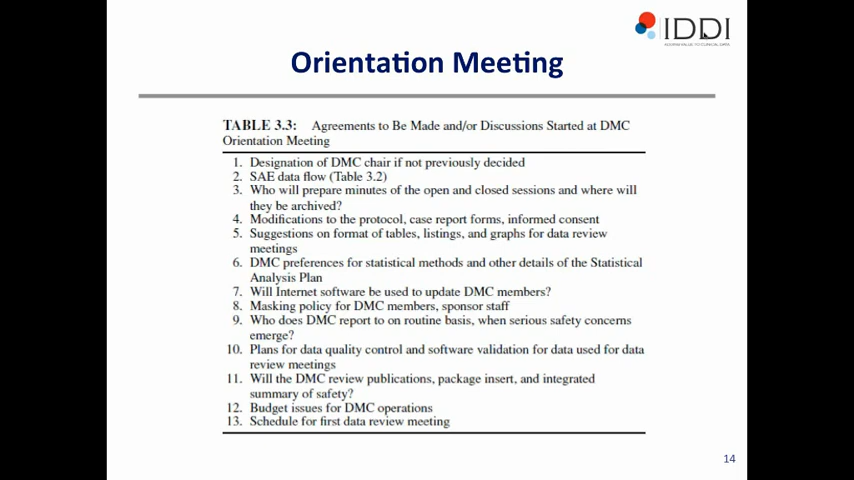 IDDI
Orientation Meeting
TABLE 3.3: Agreements to Be Made and/or Discussions Started at DMC
Orientation Meeting
1. Designation of DMC chair if not previously decided
2. SAE data flow (Table 3.2)
3. Who will prepare minutes of the open and closed sessions and where will
they be archived?
4. Modifications to the protocol, case report forms, informed consent
5. Suggestions on format of tables, listings, and graphs for data review
meetings
6. DMC preferences for statistical methods and other details of the Statistical
Analysis Plan
7. Will Internet software be used to update DMC members?
8. Masking policy for DMC members, sponsor staff
9. Who does DMC report to on routine basis, when serious safety concerns
emerge?
10. Plans for data quality control and software validation for data used for data
review meetings
11. Will the DMC review publications, package insert, and integrated
summary of safety?
12. Budget issues for DMC operations
13. Schedule for first data review meeting
14